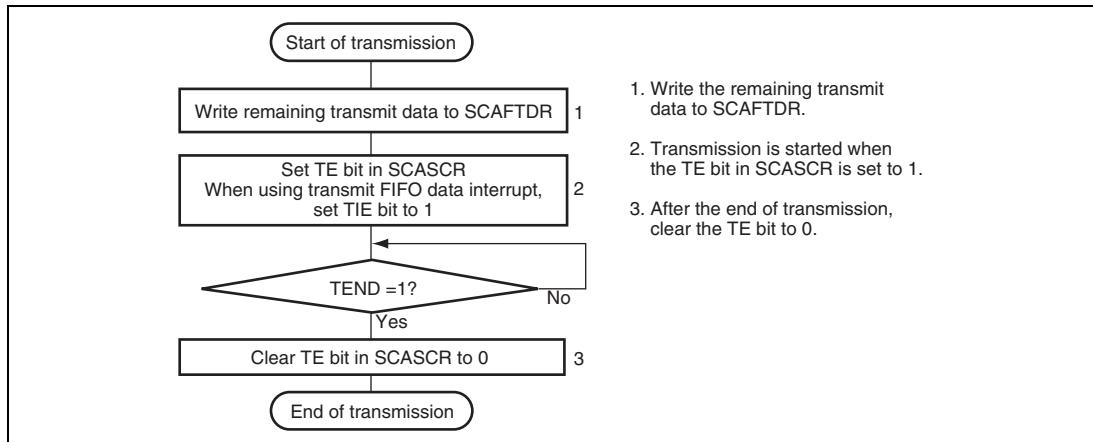 Start of transmission
Write remaining transmit data to SCAFTDR
1
Set TE bit in SCASCR
When using transmit FIFO data interrupt,
set TIE bit to 1
2
TEND =1?
No
Yes
Clear TE bit in SCASCR to 0
3
End of transmission
1. Write the remaining transmit
data to SCAFTDR.
2. Transmission is started when
the TE bit in SCASCR is set to 1.
3. After the end of transmission,
clear the TE bit to 0.